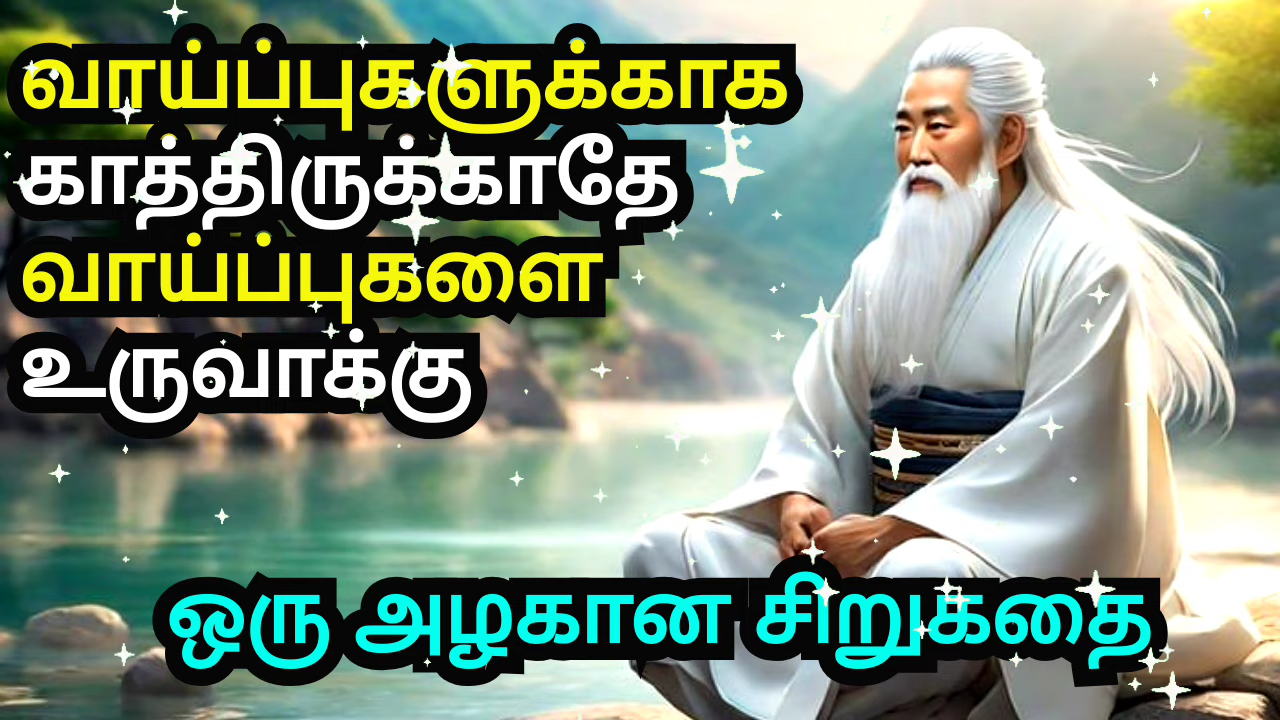 வாய்ப்புகளுக்காக
காத்திருக்காதே
வாய்ப்புகளை
உருவாக்கு
ஒரு அழகான சிறுகதை